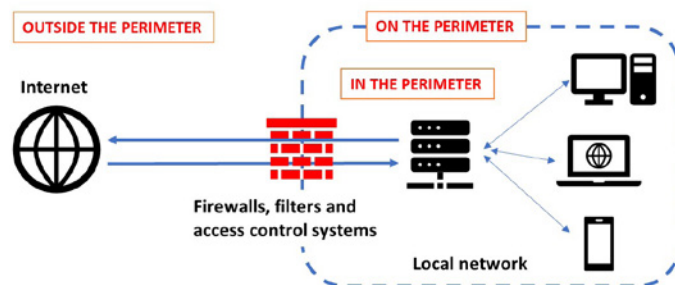 OUTSIDE THE PERIMETER
ON THE PERIMETER
IN THE PERIMETER
Internet
Firewalls, filters and
access control systems
Local network